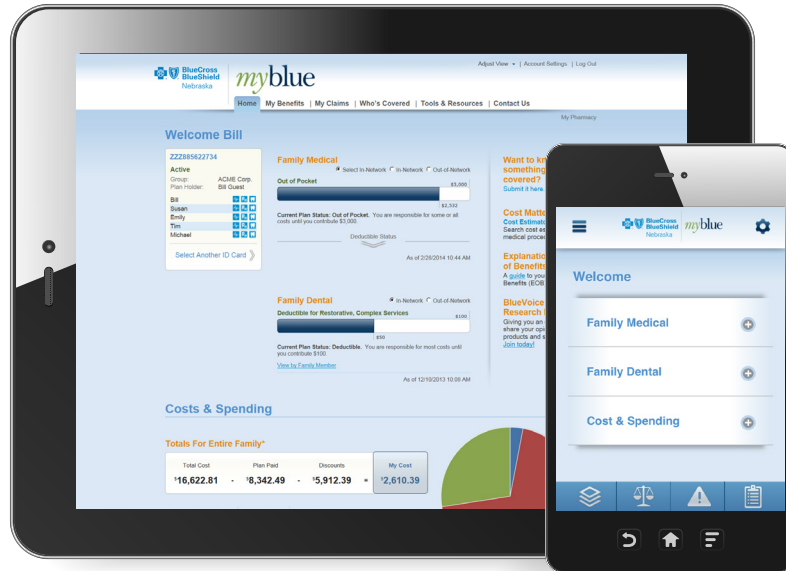 Adjust View | Account Settings | Log Out
BlueCross
BlueShield
Nebraska
myblue
Home My Benefits | My Claims | Who's Covered | Tools & Resources | Contact Us
My Pharmacy
Welcome Bill
ZZZ885622734
Active
Group: ACME Corp.
Plan Holder: Bill Guest
Bill
Susan
Emily
Tim
Michael
Select Another ID Card
Family Medical
Select In-Network In-Network Out-of-Network
Out of Pocket
$3,000
$2,532
Current Plan Status: Out of Pocket. You are responsible for some or all
costs until you contribute $3,000.
Deductible Status
As of 2/28/2014 10:44 AM
Family Dental
In-Network Out-of-Network
Deductible for Restorative, Complex Services
$100
$50
Current Plan Status: Deductible. You are responsible for most costs until
you contribute $100.
View by Family Member
As of 12/10/2013 10:00 AM
Want to
something
covered?
Submit it here.
Cost
Cost
Search cost
medical
Explanation
of Benefits
A guide to your
Benefits (EOB
BlueVoice
Research
Giving you an
share your
products and
Join today!
Costs & Spending
Totals For Entire Family*
Total Cost Plan Paid Discounts My Cost
$16,622.81 - $8,342.49 - $5,912.39 = $2,610.39
BlueCross
BlueShield
Nebraska
myblue
Welcome
Family Medical
Family Dental
Cost & Spending